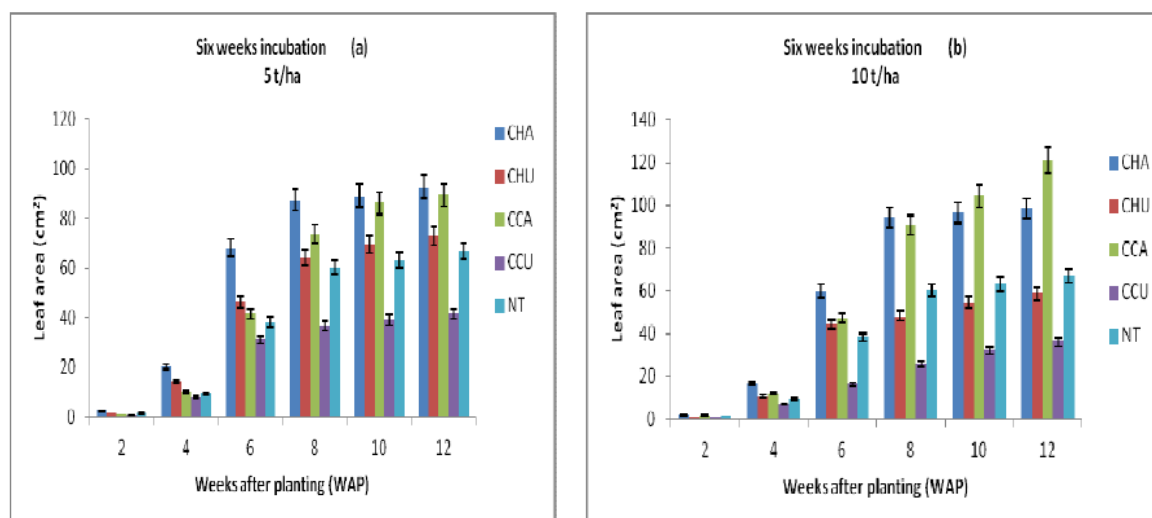 Six weeks incubation (a)
5 t/ha
120
100
80
60
40
20
0
Leaf area (cm²)
2 4 6 8 10 12
Weeks after planting (WAP)
CHA
CHU
CCA
CCU
NT
Six weeks incubation (b)
10 t/ha
140
120
100
80
60
40
20
0
Leaf area (cm²)
2 4 6 8 10 12
Weeks after planting (WAP)
CHA
CHU
CCA
CCU
NT